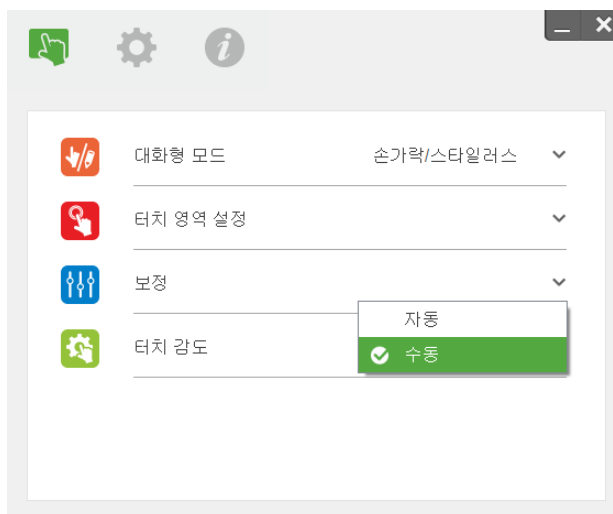 대화형 모드 손가락/스타일러스
터치 영역 설정
보정
자동
터치 감도
수동